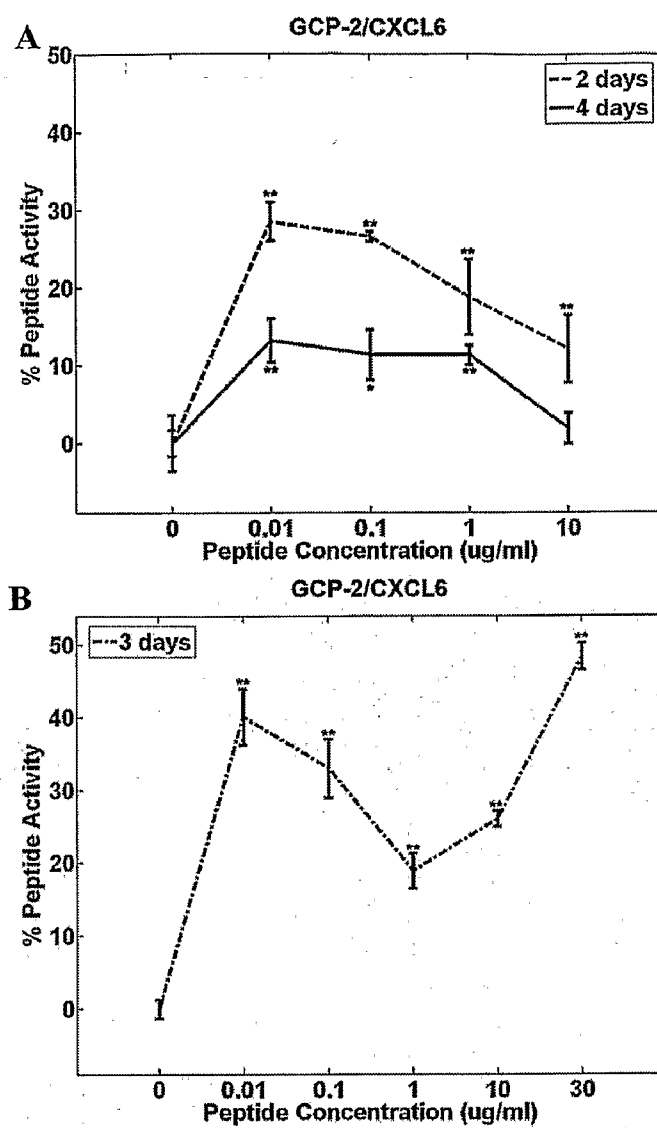 A
GCP-2/CXCL6
50
40
30
20
10
0
% Peptide Activity
2 days
4 days
**
**
**
**
**
*
**
0 0.01 0.1 1 10
Peptide Concentration (ug/ml)
B
GCP-2/CXCL6
50
40
30
20
10
0
% Peptide Activity
3 days
**
**
**
**
**
0 0.01 0.1 1 10 30
Peptide Concentration (ug/ml)